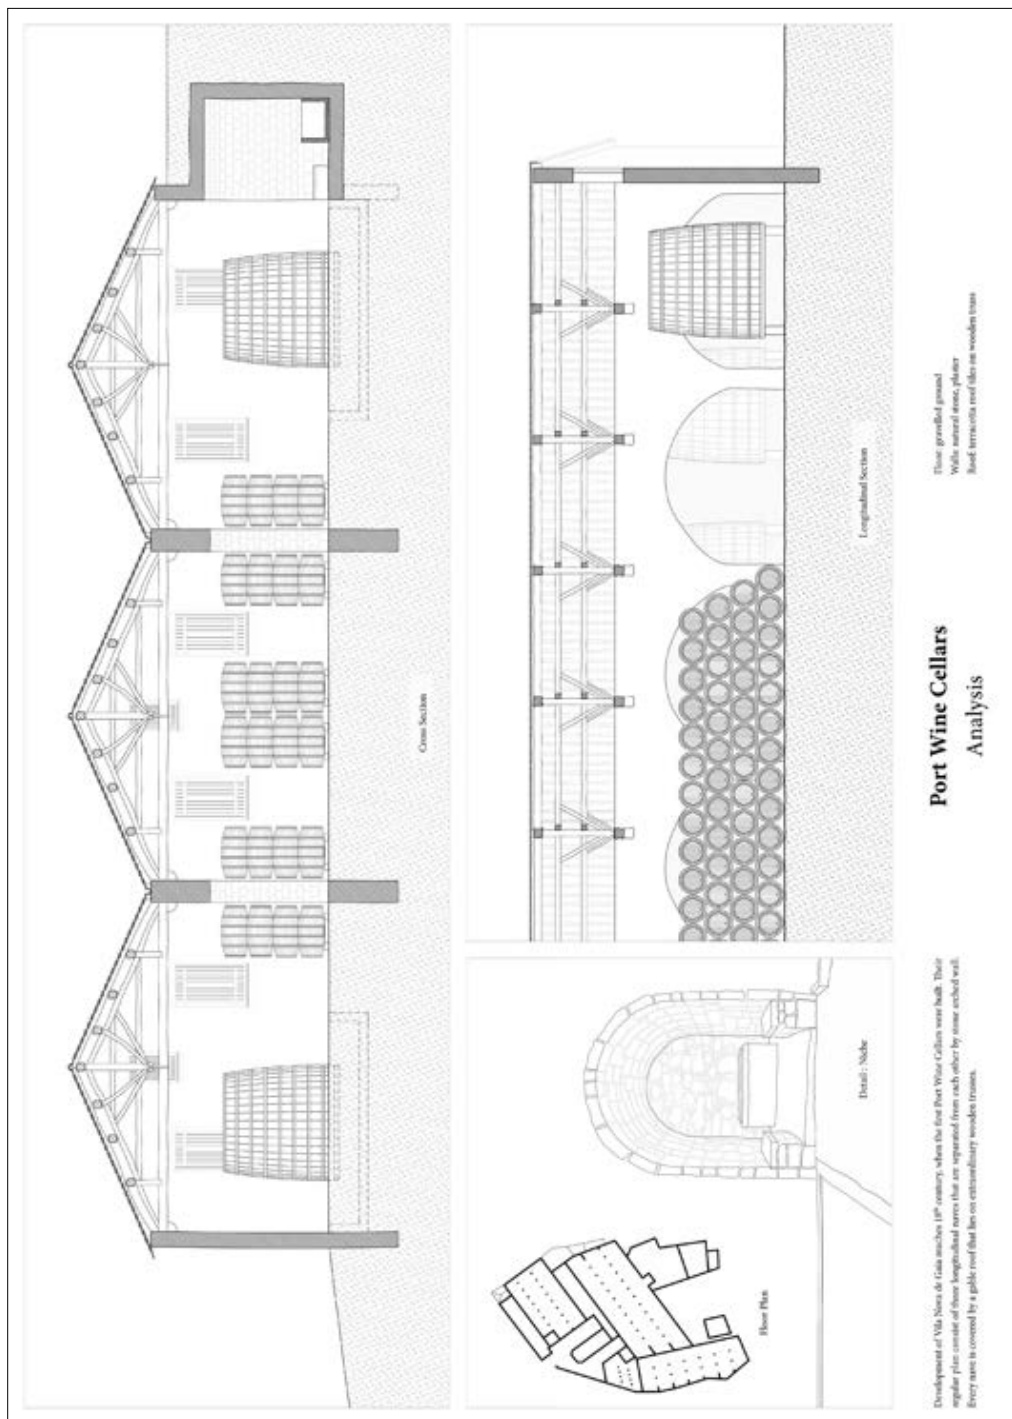 Cross Section
Longitudinal Section
Detail : Niche
Floor Plan
Development of Vila Nova de Gaia touches 18th century, when the first Port Wine Cellars were built. Their
regular plan consist of three longitudinal naves that are separated from each other by stone arched wall.
Every nave is covered by a gable roof that lies on extraordinary wooden trusses.
Port Wine Cellars
Analysis
Floor: gravelled ground
Walls: natural stone, plaster
Roof: terracotta roof tiles on wooden truss